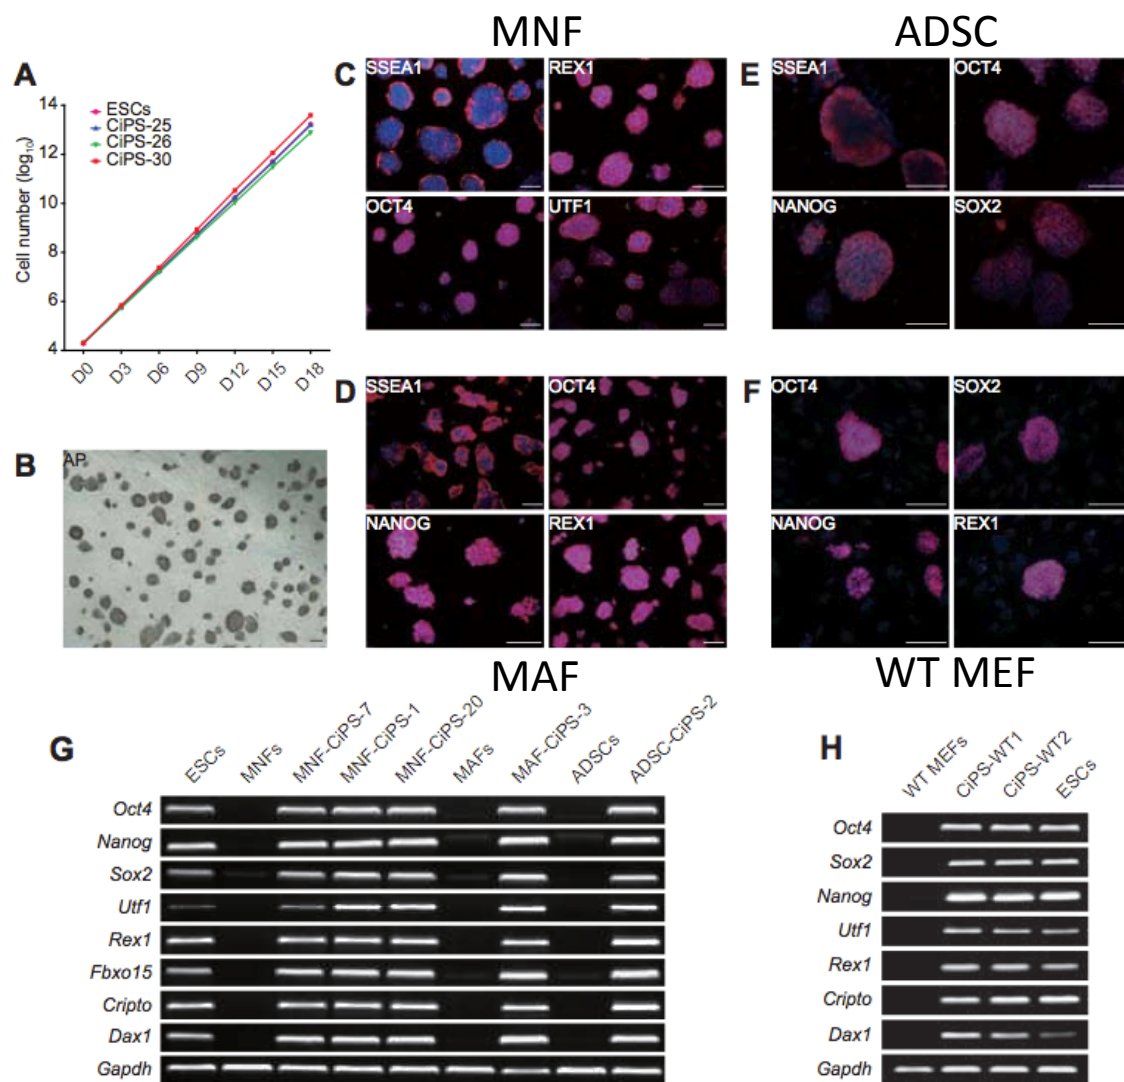 MNF
ADSC
A
14
12
10
8
6
4
Cell number (log10)
ESCs
CiPS-25
CiPS-26
CiPS-30
D0
D3
D6
D9
D12
D15
D18
B
AP
C
SSEA1
REX1
OCT4
UTF1
E
SSEA1
OCT4
NANOG
SOX2
D
SSEA1
OCT4
NANOG
REX1
F
OCT4
SOX2
NANOG
REX1
MAF
WT MEF
G
ESCs
MNFs
MNF-CiPS-7
MNF-CiPS-1
MNF-CiPS-20
MAFs
MAF-CiPS-3
ADSCs
ADSC-CiPS-2
Oct4
Nanog
Sox2
Utf1
Rex1
Fbxo15
Cripto
Dax1
Gapdh
H
WT MEFs
CiPS-WT1
CiPS-WT2
ESCs
Oct4
Sox2
Nanog
Utf1
Rex1
Cripto
Dax1
Gapdh